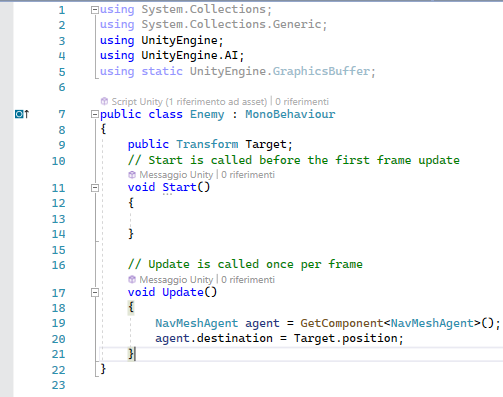 1 using System.Collections;
2 using System.Collections.Generic;
3 using UnityEngine;
4 using UnityEngine.AI;
5 using static UnityEngine.GraphicsBuffer;
6
Script Unity (1 riferimento ad asset) | 0 riferimenti
7 public class Enemy : MonoBehaviour
8 {
9 public Transform Target;
10 // Start is called before the first frame update
Messaggio Unity | 0 riferimenti
11 void Start()
12 {
13
14 }
15
16 // Update is called once per frame
Messaggio Unity | 0 riferimenti
17 void Update()
18 {
19 NavMeshAgent agent = GetComponent<NavMeshAgent>();
20 agent.destination = Target.position;
21 }
22 }
23